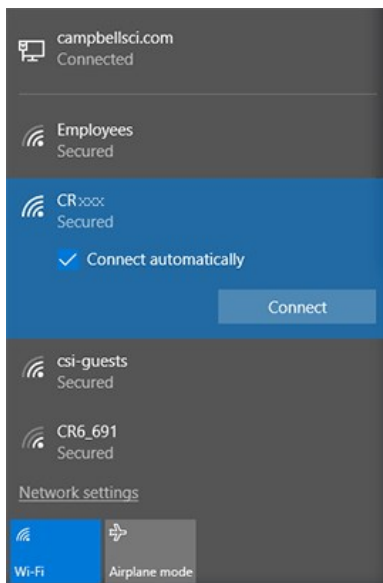 campbellsci.com
Connected
Employees
Secured
CRxxx
Secured
Connect automatically
Connect
csi-guests
Secured
CR6_691
Secured
Network settings
Wi-Fi
Airplane mode